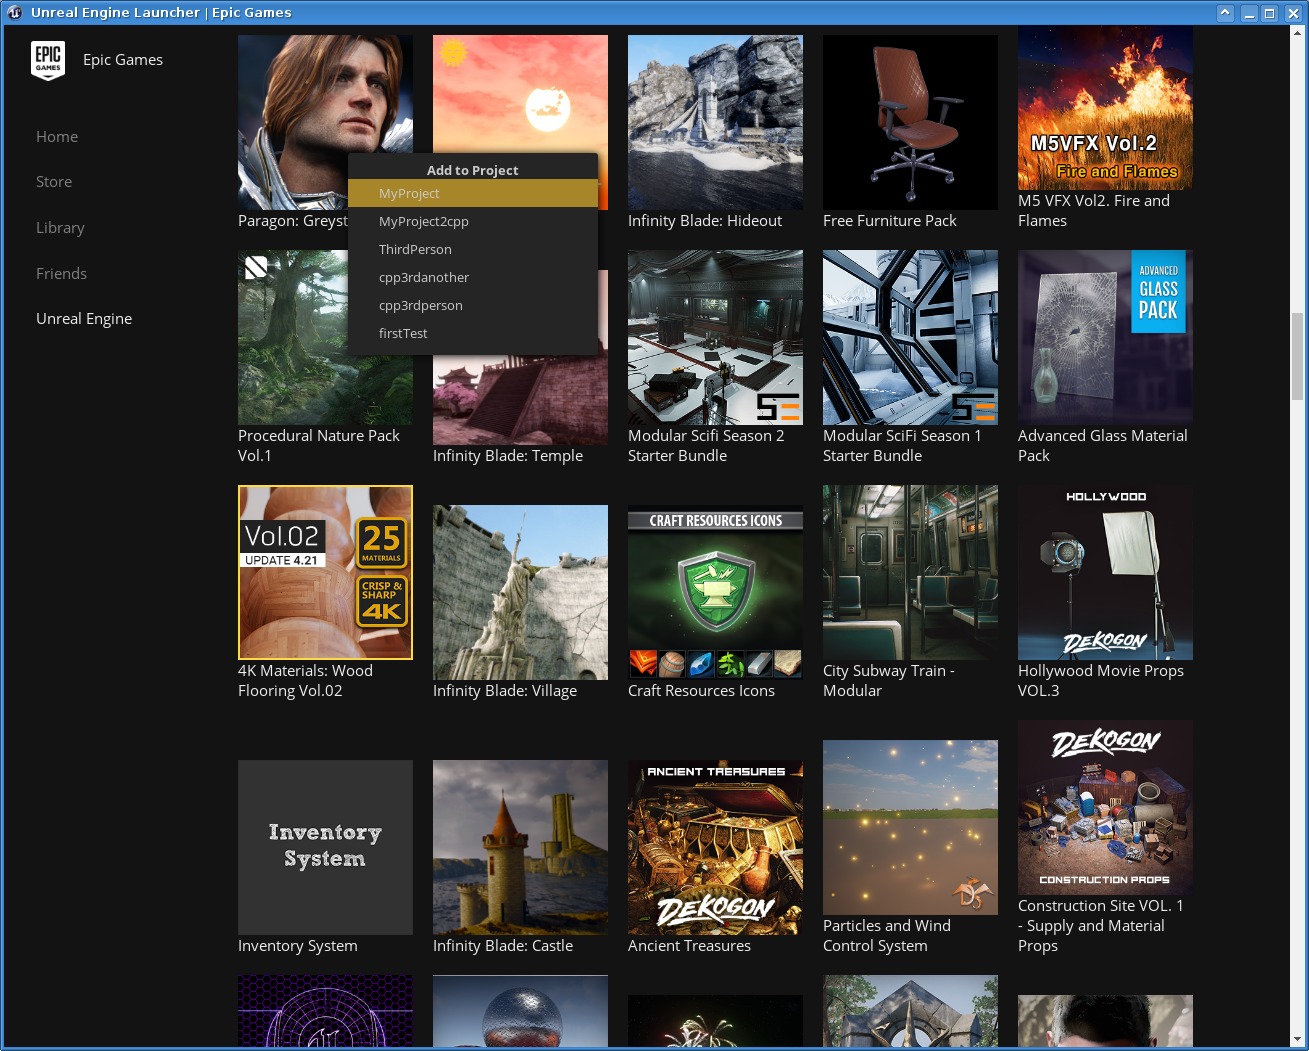 Unreal Engine Launcher | Epic Games
EPIC
GAMES
Epic Games
Home
Store
Library
Friends
Unreal Engine
M5VFX Vol.2
Fire and Flames
Paragon: Greyst
Infinity Blade: Hideout
Free Furniture Pack
M5 VFX Vol2. Fire and
Flames
Add to Project
MyProject
MyProject2cpp
ThirdPerson
cpp3rdanother
cpp3rdperson
firstTest
ADVANCED
GLASS
PACK
SE
SE
Procedural Nature Pack
Vol.1
Infinity Blade: Temple
Modular Scifi Season 2
Starter Bundle
Modular SciFi Season 1
Starter Bundle
Advanced Glass Material
Pack
Vol.02
UPDATE 4.21
25
MATERIALS
CRISP &
SHARP
4K
CRAFT RESOURCES ICONS
HOLLYWOOD
DEKOGON
4K Materials: Wood
Flooring Vol.02
Infinity Blade: Village
Craft Resources Icons
City Subway Train -
Modular
Hollywood Movie Props
VOL.3
Inventory
System
ANCIENT TREASURES
DEKOGON
DEKOGON
CONSTRUCTION PROPS
Inventory System
Infinity Blade: Castle
Ancient Treasures
Particles and Wind
Control System
Construction Site VOL. 1
- Supply and Material
Props